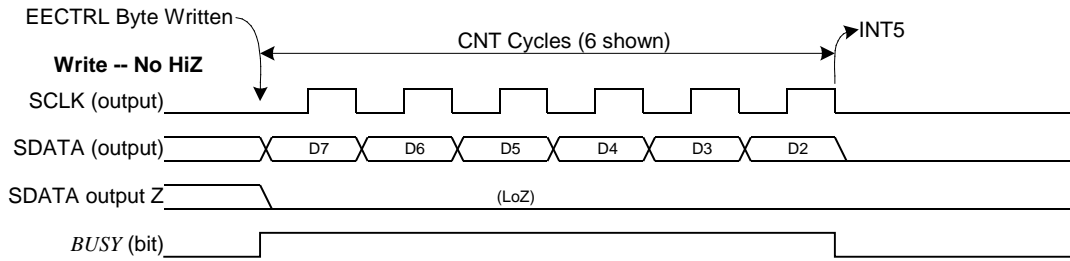 EECTRL Byte Written
CNT Cycles (6 shown)
INT5
Write -- No HiZ
SCLK (output)
SDATA (output)
D7 D6 D5 D4 D3 D2
SDATA output Z
(LoZ)
BUSY (bit)